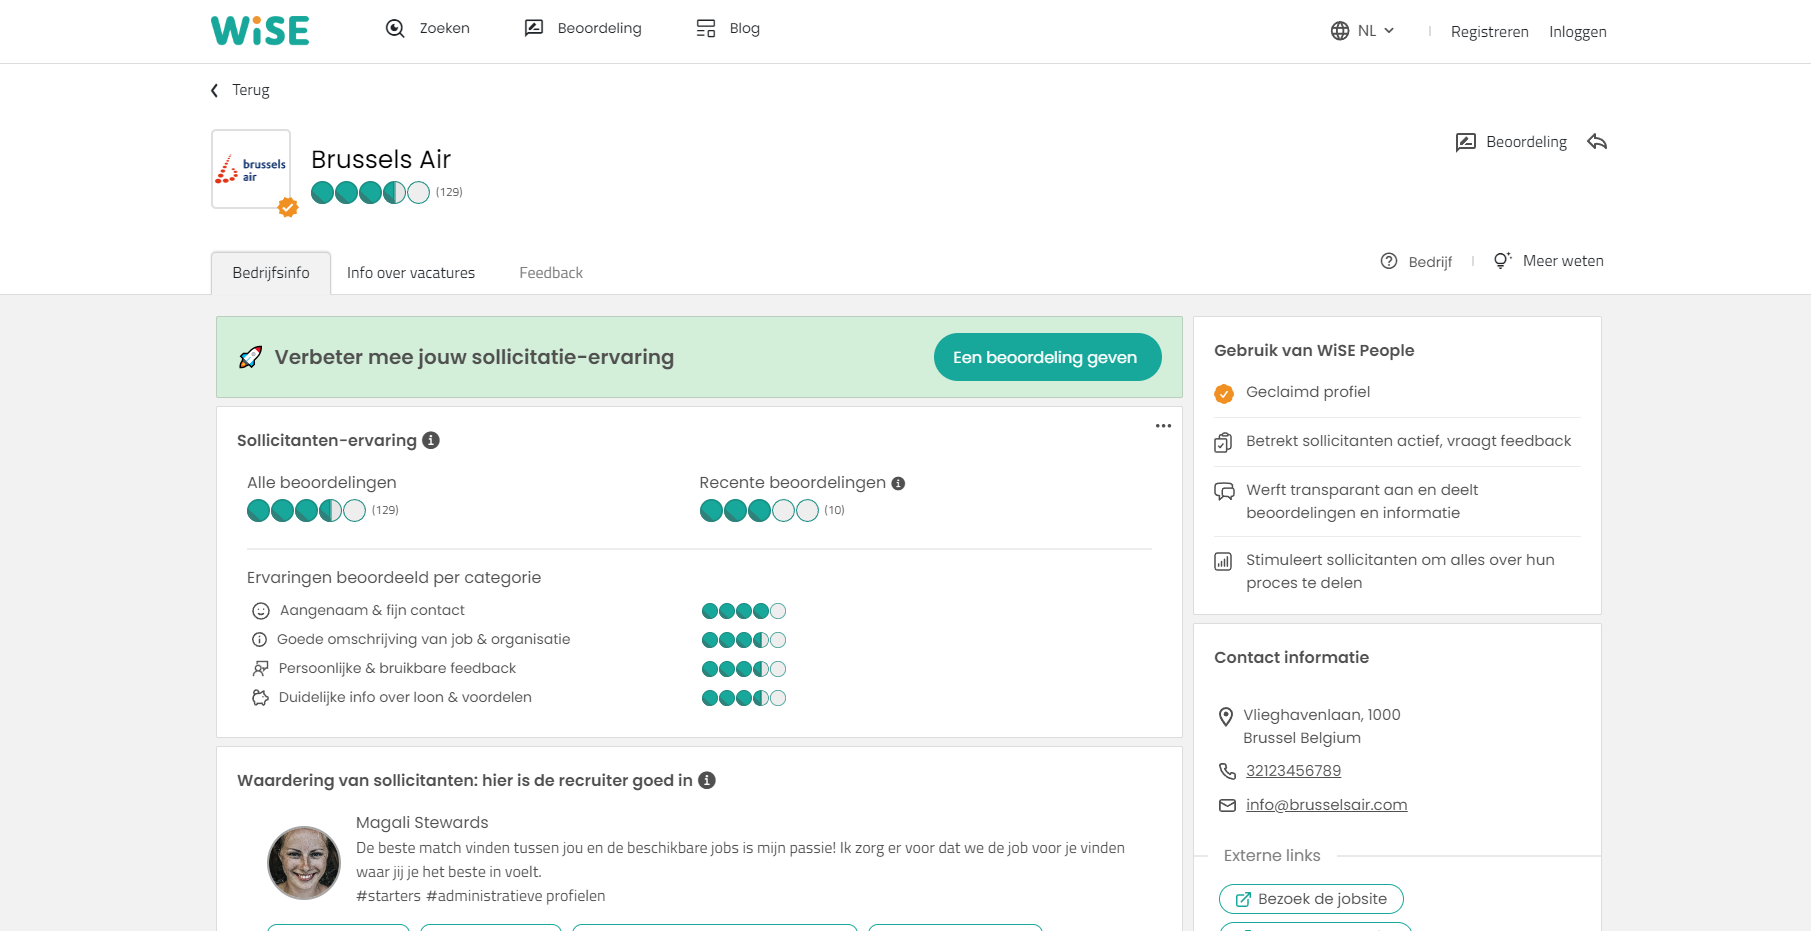 WiSE
Zoeken
Beoordeling
Blog
NL
Registreren
Inloggen
Terug
brussels
air
Brussels Air
(129)
Beoordeling
Bedrijfsinfo
Info over vacatures
Feedback
Bedrijf
Meer weten
Verbeter mee jouw sollicitatie-ervaring
Een beoordeling geven
Sollicitanten-ervaring
Alle beoordelingen
(129)
Recente beoordelingen
(10)
Ervaringen beoordeeld per categorie
Aangenaam & fijn contact
Goede omschrijving van job & organisatie
Persoonlijke & bruikbare feedback
Duidelijke info over loon & voordelen
Waardering van sollicitanten: hier is de recruiter goed in
Magali Stewards
De beste match vinden tussen jou en de beschikbare jobs is mijn passie! Ik zorg er voor dat we de job voor je vinden
waar jij je het beste in voelt.
#starters #administratieve profielen
Gebruik van WiSE People
Geclaimd profiel
Betrekt sollicitanten actief, vraagt feedback
Werft transparant aan en deelt
beoordelingen en informatie
Stimuleert sollicitanten om alles over hun
proces te delen
Contact informatie
Vlieghavenlaan, 1000
Brussel Belgium
32123456789
info@brusselsair.com
Externe links
Bezoek de jobsite